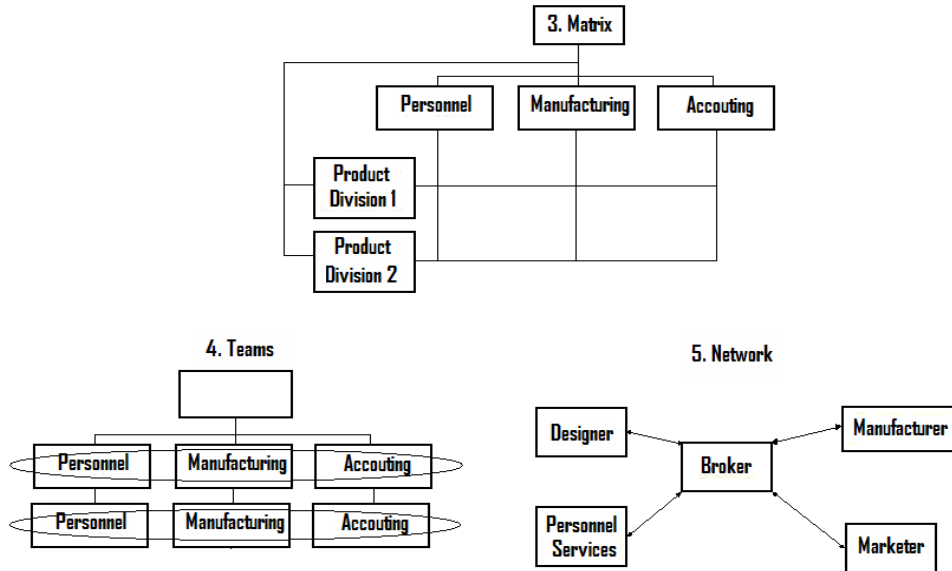 3. Matrix
Personnel
Manufacturing
Accouting
Product
Division 1
Product
Division 2
4. Teams
Personnel
Manufacturing
Accouting
Personnel
Manufacturing
Accouting
5. Network
Designer
Manufacturer
Broker
Personnel
Services
Marketer